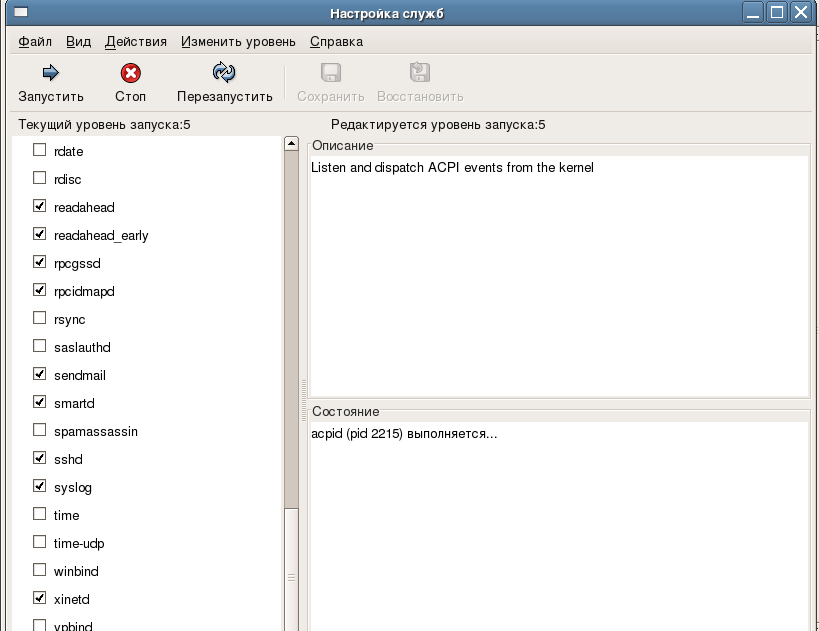 Настройка служб
Файл Вид Действия Изменить уровень Справка
Запустить Стоп Перезапустить Сохранить Восстановить
Текущий уровень запуска:5 Редактируется уровень запуска:5
rdate
rdisc
readahead
readahead_early
rpcgssd
rpcidmapd
rsync
saslauthd
sendmail
smartd
spamassassin
sshd
syslog
time
time-udp
winbind
xinetd
ypbind
Описание
Listen and dispatch ACPI events from the kernel
Состояние
acpid (pid 2215) выполняется...